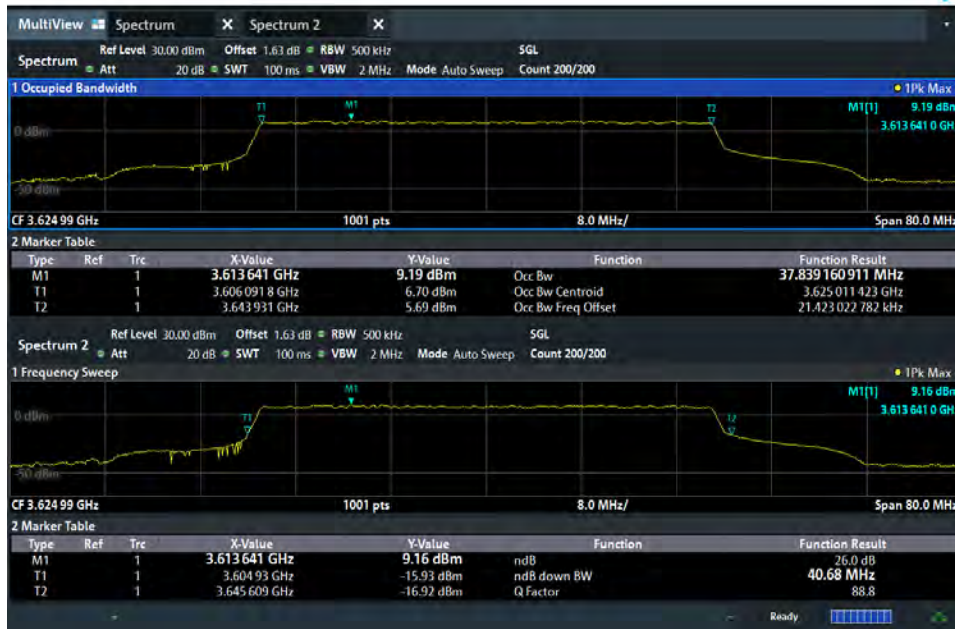 MultiView Spectrum X Spectrum 2 X
Ref Level 30.00 dBm Offset 1.63 dB RBW 500 kHz SGL
Spectrum Att 20 dB SWT 100 ms VBW 2 MHz Mode Auto Sweep Count 200/200
1 Occupied Bandwidth 1Pk Max
T1 M1 T2 M1[1] 9.19 dBm
0 dBm 3.613 641 0 GH
-50 dBm
CF 3.624 99 GHz 1001 pts 8.0 MHz/ Span 80.0 MHz
2 Marker Table
Type Ref Trc X-Value Y-Value Function Function Result
M1 1 3.613 641 GHz 9.19 dBm Occ Bw 37.839 160 911 MHz
T1 1 3.606 091 8 GHz 6.70 dBm Occ Bw Centroid 3.625 011 423 GHz
T2 1 3.643 931 GHz 5.69 dBm Occ Bw Freq Offset 21.423 022 782 kHz
Ref Level 30.00 dBm Offset 1.63 dB RBW 500 kHz SGL
Spectrum 2 Att 20 dB SWT 100 ms VBW 2 MHz Mode Auto Sweep Count 200/200
1 Frequency Sweep 1Pk Max
M1 M1[1] 9.16 dBm
0 dBm T1 T2 3.613 641 0 GH
-50 dBm
CF 3.624 99 GHz 1001 pts 8.0 MHz/ Span 80.0 MHz
2 Marker Table
Type Ref Trc X-Value Y-Value Function Function Result
M1 1 3.613 641 GHz 9.16 dBm ndB 26.0 dB
T1 1 3.604 93 GHz -15.93 dBm ndB down BW 40.68 MHz
T2 1 3.645 609 GHz -16.92 dBm Q Factor 88.8
Ready